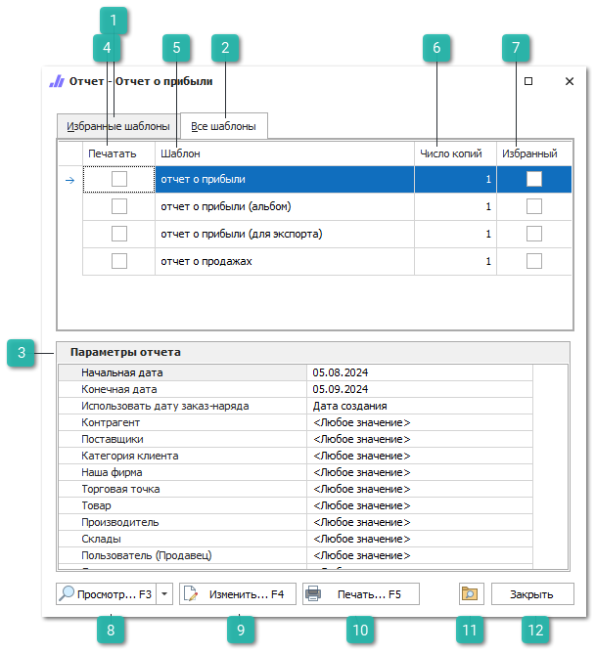 1
4 5 2 6 7
Отчет - Отчет о прибыли
Избранные шаблоны Все шаблоны
Печатать Шаблон Число копий Избранный
отчет о прибыли 1
отчет о прибыли (альбом) 1
отчет о прибыли (для экспорта) 1
отчет о продажах 1
3 Параметры отчета
Начальная дата 05.08.2024
Конечная дата 05.09.2024
Использовать дату заказ-наряда Дата создания
Контрагент <Любое значение>
Поставщики <Любое значение>
Категория клиента <Любое значение>
Наша фирма <Любое значение>
Торговая точка <Любое значение>
Товар <Любое значение>
Производитель <Любое значение>
Склады <Любое значение>
Пользователь (Продавец) <Любое значение>
Просмотр... F3 Изменить... F4 Печать... F5 Закрыть
8 9 10 11 12